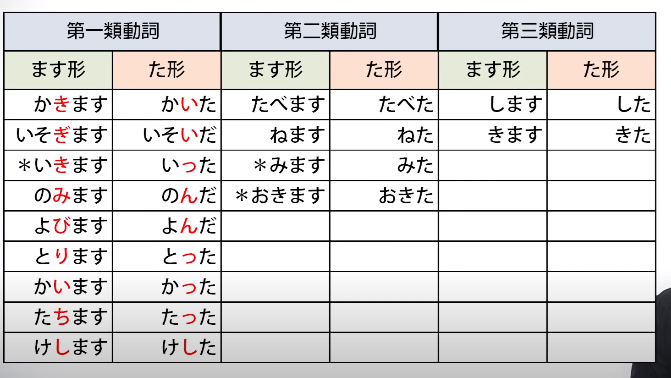 第一類動詞 第二類動詞 第三類動詞
ます形 た形 ます形 た形 ます形 た形
かきます かいた たべます たべた します した
いそぎます いそいだ ねます ねた きます きた
＊いきます いった ＊みます みた
のみます のんだ ＊おきます おきた
よびます よんだ
とります とった
かいます かった
たちます たった
けします けした